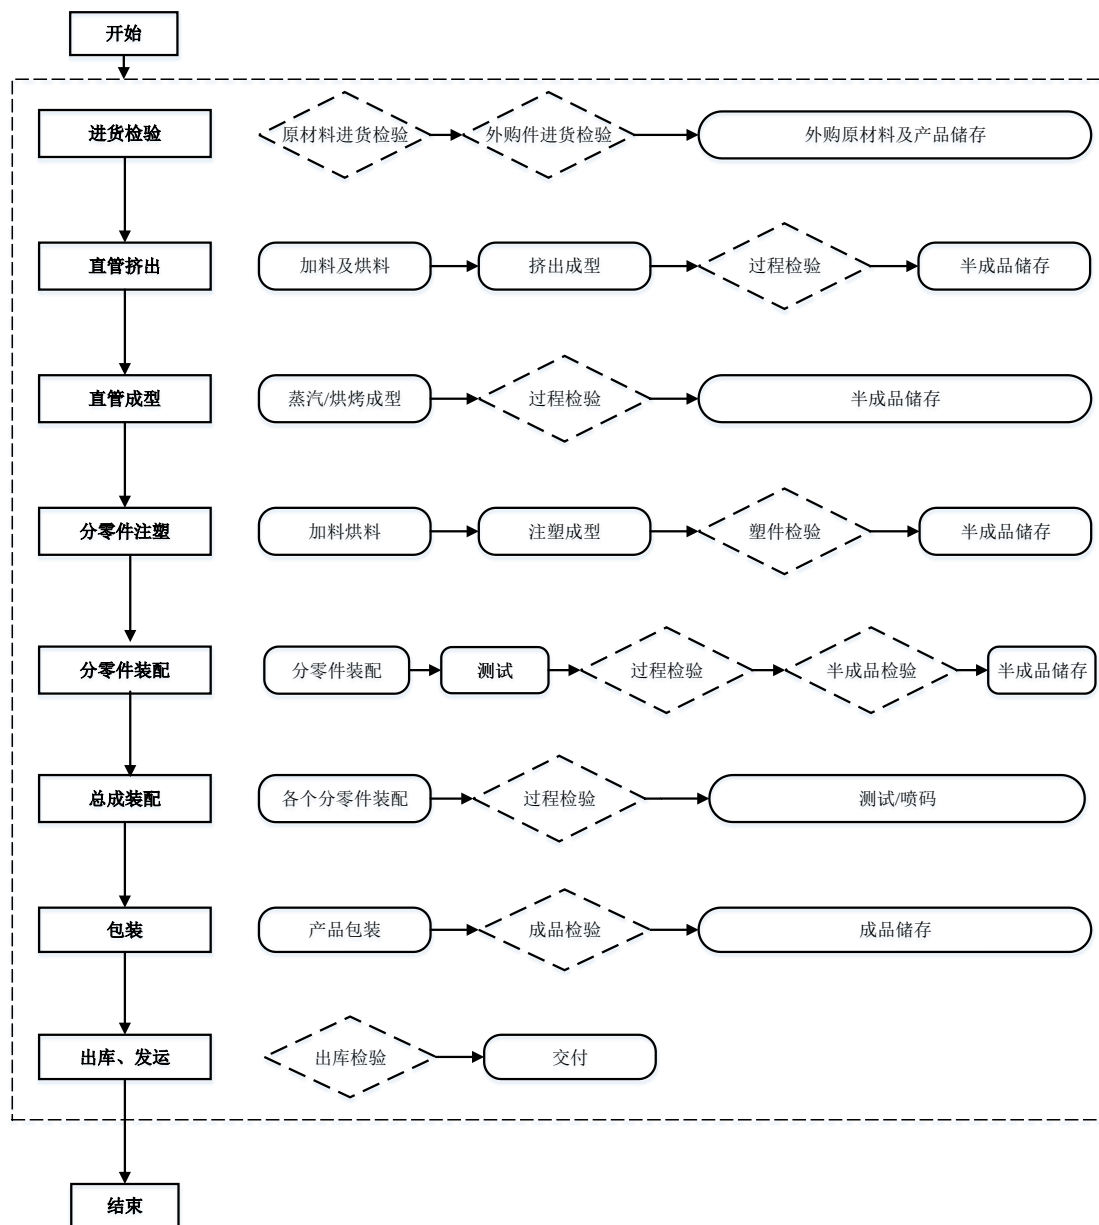 开始
进货检验
原材料进货检验
外购件进货检验
外购原材料及产品储存
直管挤出
加料及烘料
挤出成型
过程检验
半成品储存
直管成型
蒸汽/烘烤成型
过程检验
半成品储存
分零件注塑
加料烘料
注塑成型
塑件检验
半成品储存
分零件装配
分零件装配
测试
过程检验
半成品检验
半成品储存
总成装配
各个分零件装配
过程检验
测试/喷码
包装
产品包装
成品检验
成品储存
出库、发运
出库检验
交付
结束